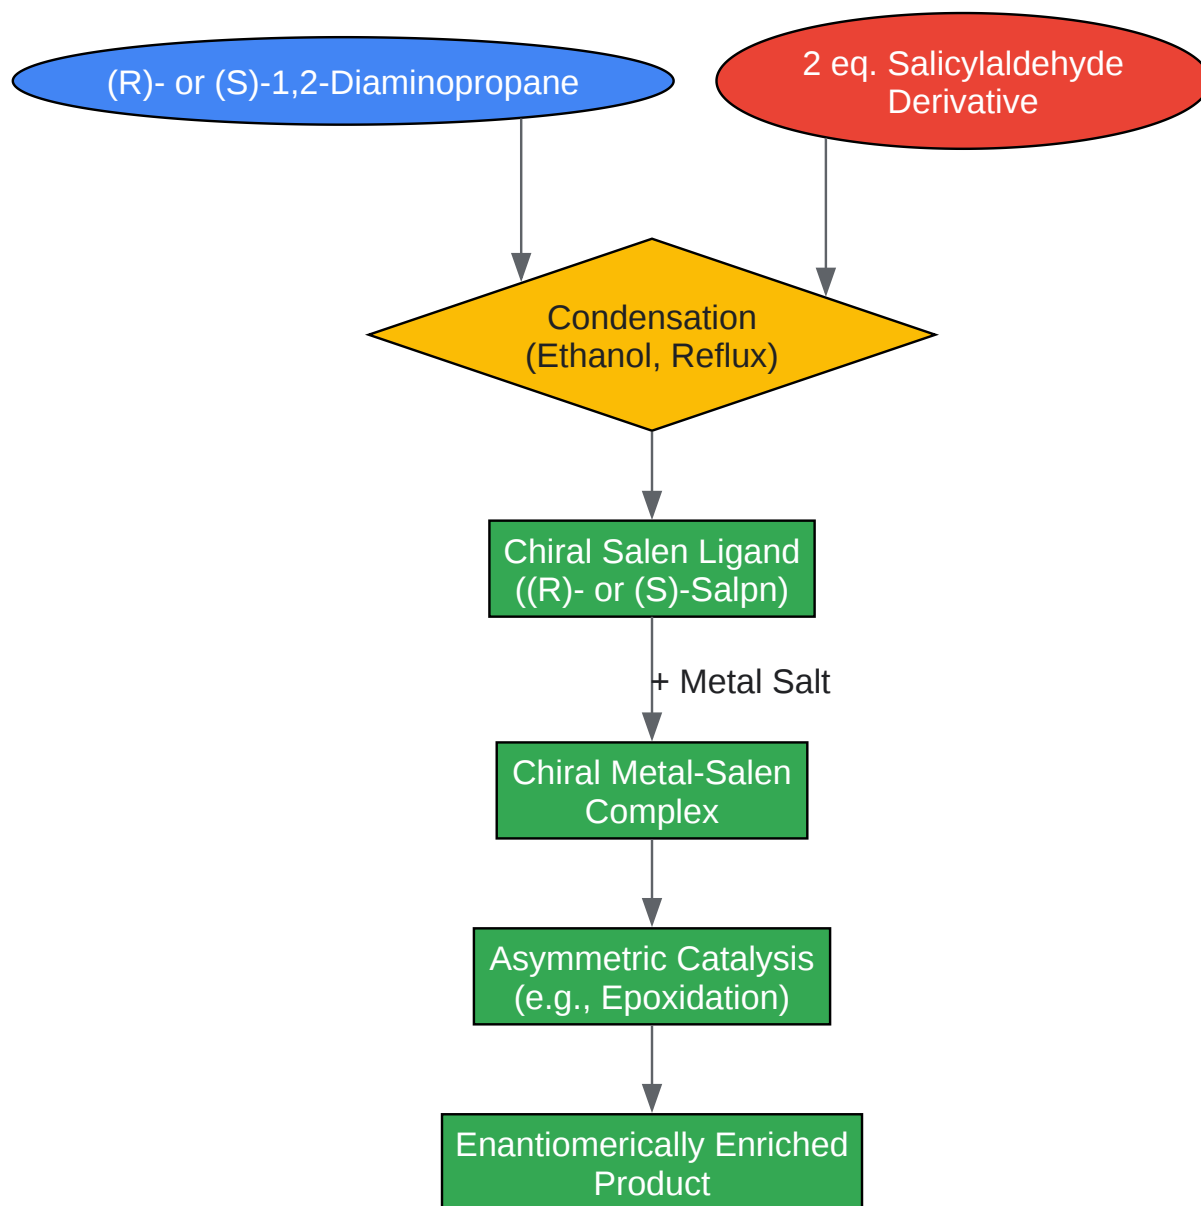 (R)- or (S)-1,2-Diaminopropane
2 eq. Salicylaldehyde
Derivative
Condensation
(Ethanol, Reflux)
Chiral Salen Ligand
((R)- or (S)-Salpn)
+ Metal Salt
Chiral Metal-Salen
Complex
Asymmetric Catalysis
(e.g., Epoxidation)
Enantiomerically Enriched
Product